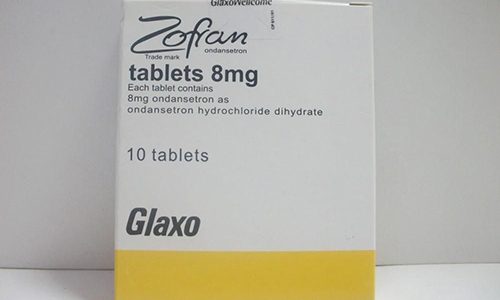 GlaxoWellcome
Zofran
Trade mark
ondansetron
tablets 8mg
Each tablet contains
8mg ondansetron as
ondansetron hydrochloride dihydrate
10 tablets
Glaxo